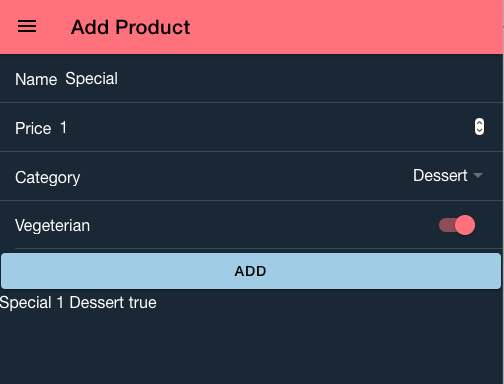 Add Product
Name Special
Price 1
Category Dessert
Vegeterian
ADD
Special 1 Dessert true